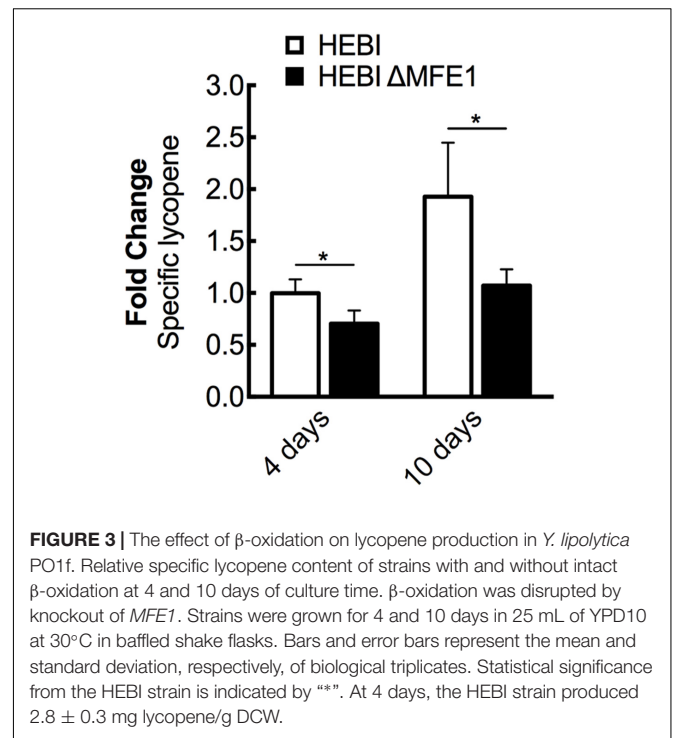 HEBI
HEBI ΔMFE1
3.0
2.5
2.0
1.5
1.0
0.5
0.0
Fold Change
Specific lycopene
*
*
4 days
10 days
FIGURE 3 | The effect of β-oxidation on lycopene production in Y. lipolytica
PO1f. Relative specific lycopene content of strains with and without intact
β-oxidation at 4 and 10 days of culture time. β-oxidation was disrupted by
knockout of MFE1. Strains were grown for 4 and 10 days in 25 mL of YPD10
at 30°C in baffled shake flasks. Bars and error bars represent the mean and
standard deviation, respectively, of biological triplicates. Statistical significance
from the HEBI strain is indicated by “*”. At 4 days, the HEBI strain produced
2.8 ± 0.3 mg lycopene/g DCW.